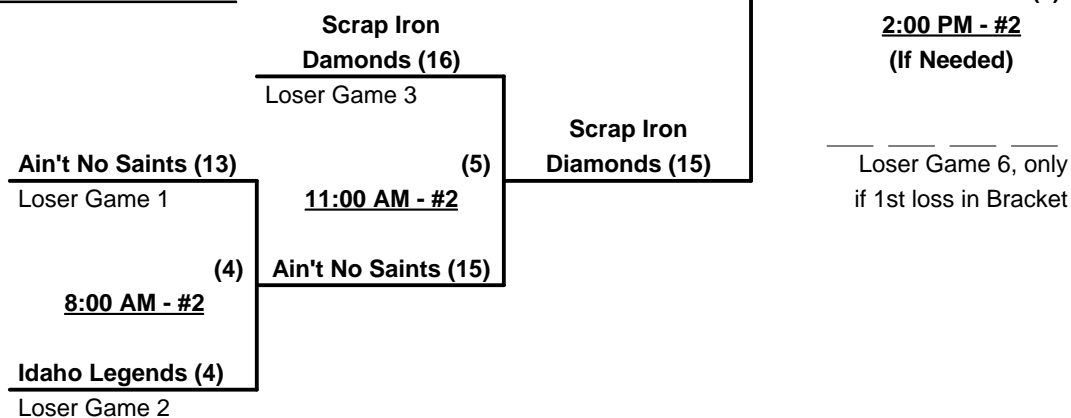 Scrap Iron
Damonds (16)
Loser Game 3
2:00 PM - #2
(If Needed)
Scrap Iron
Diamonds (15)
Ain't No Saints (13)
Loser Game 1
(5)
11:00 AM - #2
Loser Game 6, only
if 1st loss in Bracket
(4)
Ain't No Saints (15)
8:00 AM - #2
Idaho Legends (4)
Loser Game 2